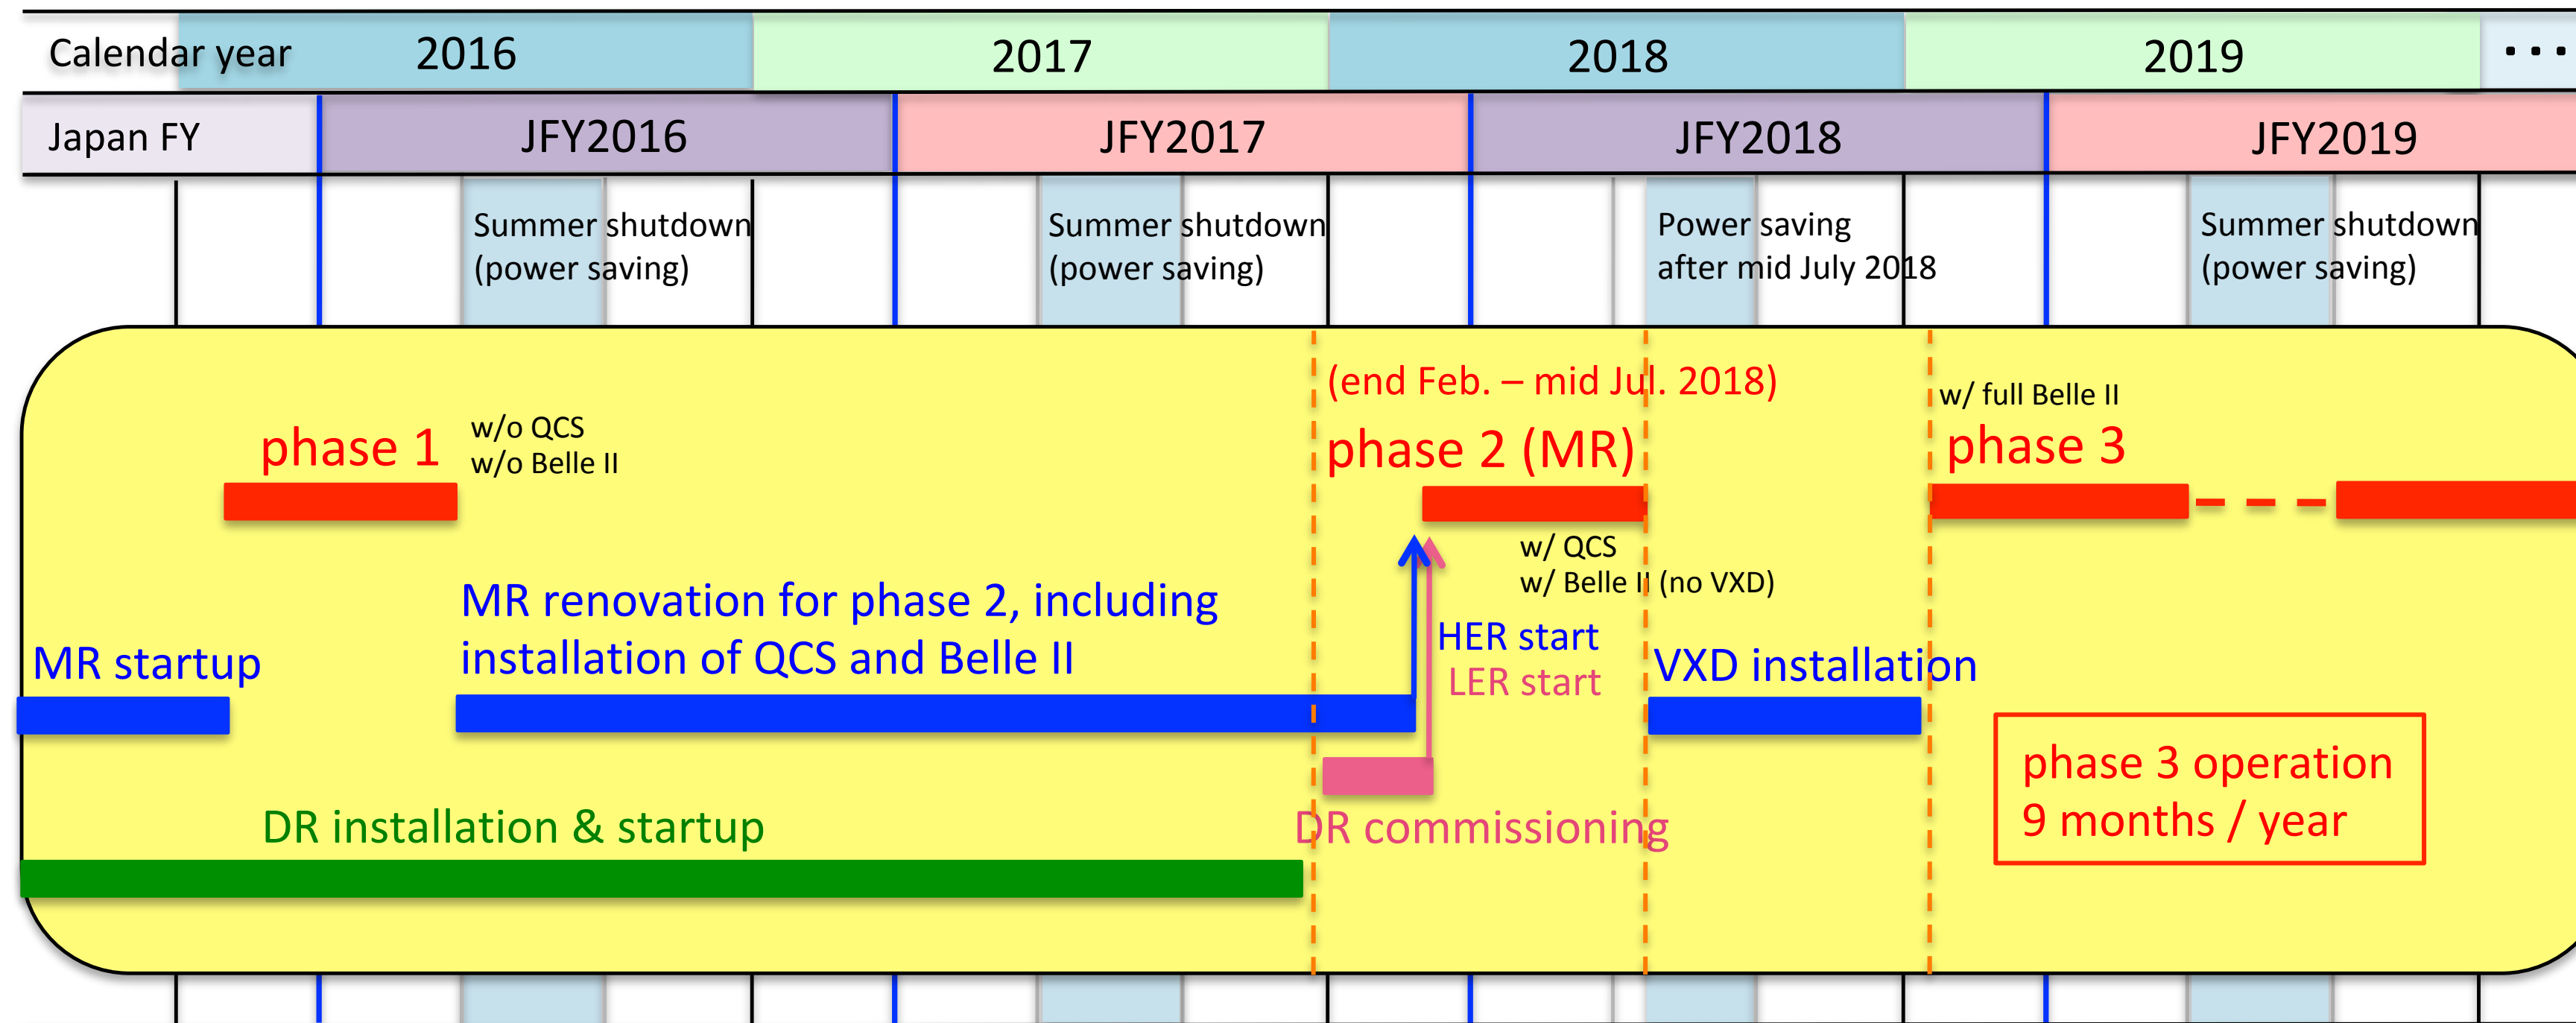 Calendar year 2016 2017 2018 2019 ...
Japan FY JFY2016 JFY2017 JFY2018 JFY2019
Summer shutdown
(power saving)
Summer shutdown
(power saving)
Power saving
after mid July 2018
Summer shutdown
(power saving)
(end Feb. – mid Jul. 2018)
phase 1
w/o QCS
w/o Belle II
phase 2 (MR)
w/ full Belle II
phase 3
w/ QCS
w/ Belle II (no VXD)
MR startup
MR renovation for phase 2, including
installation of QCS and Belle II
HER start
LER start
VXD installation
DR installation & startup
DR commissioning
phase 3 operation
9 months / year